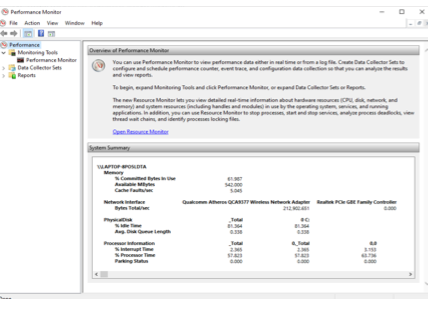 Performance Monitor
File Action View Window Help
Performance
Monitoring Tools
Performance Monitor
Data Collector Sets
Reports
Overview of Performance Monitor
You can use Performance Monitor to view performance data either in real time or from a log file. Create Data Collector Sets to
configure and schedule performance counter, event trace, and configuration data collection so that you can analyze the results
and view reports.
To begin, expand Monitoring Tools and click Performance Monitor, or expand Data Collector Sets or Reports.
The new Resource Monitor lets you view detailed real-time information about hardware resources (CPU, disk, network, and
memory) and system resources (including handles and modules) in use by the operating system, services, and running
applications. In addition, you can use Resource Monitor to stop processes, start and stop services, analyze process deadlocks, view
thread wait chains, and identify processes locking files.
Open Resource Monitor
System Summary
Memory
% Committed Bytes In Use 61.987
Available MBytes 542.000
Cache Faults/sec 5.045
Network Interface Qualcomm Atheros QCA9377 Wireless Network Adapter Realtek PCIe GBE Family Controller
Bytes Total/sec 212,902.691 0.000
PhysicalDisk _Total 0 C:
% Idle Time 81.364 81.364
Avg. Disk Queue Length 0.338 0.338
Processor Information _Total 0,_Total 0,0
% Interrupt Time 2.365 2.365 3.153
% Processor Time 57.823 57.823 63.736
Parking Status 0.000 0.000 0.000